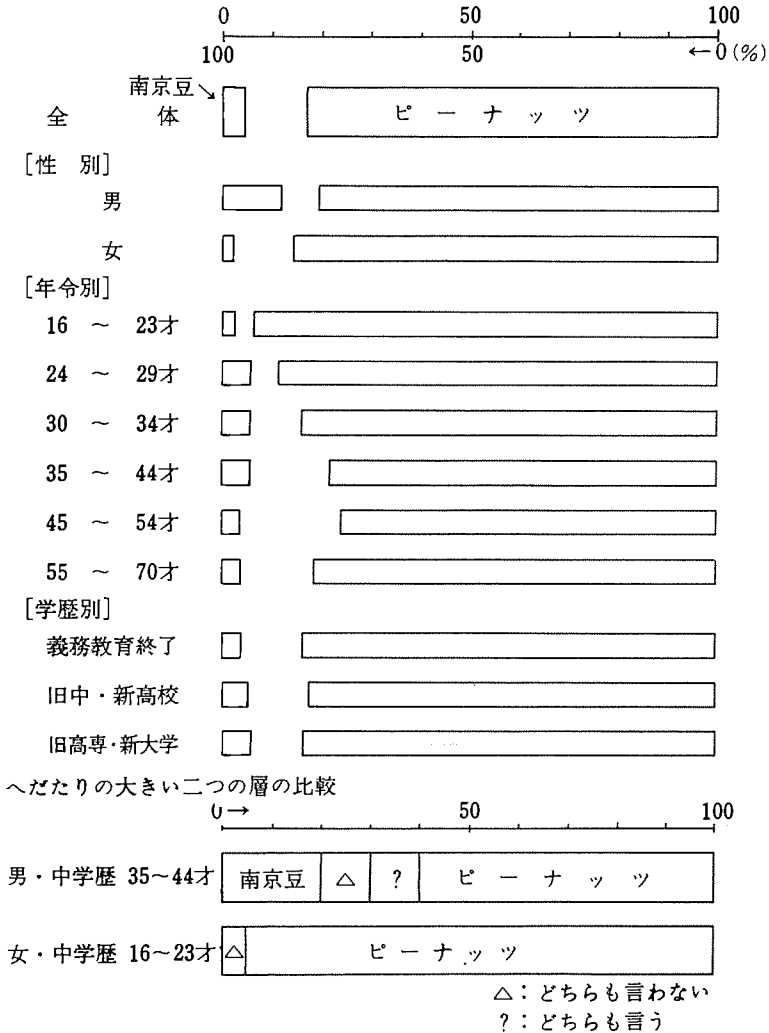 0 50 100
100 50 ←0(%)
南京豆↘
全体 ピーナッツ
[性 別]
男
女
[年令別]
16 ～ 23才
24 ～ 29才
30 ～ 34才
35 ～ 44才
45 ～ 54才
55 ～ 70才
[学歴別]
義務教育終了
旧中・新高校
旧高専・新大学
へだたりの大きい二つの層の比較
0→ 50 100
男・中学歴 35～44才 南京豆 △ ? ピーナッツ
女・中学歴 16～23才 △ ピーナッツ
△：どちらも言わない
?：どちらも言う